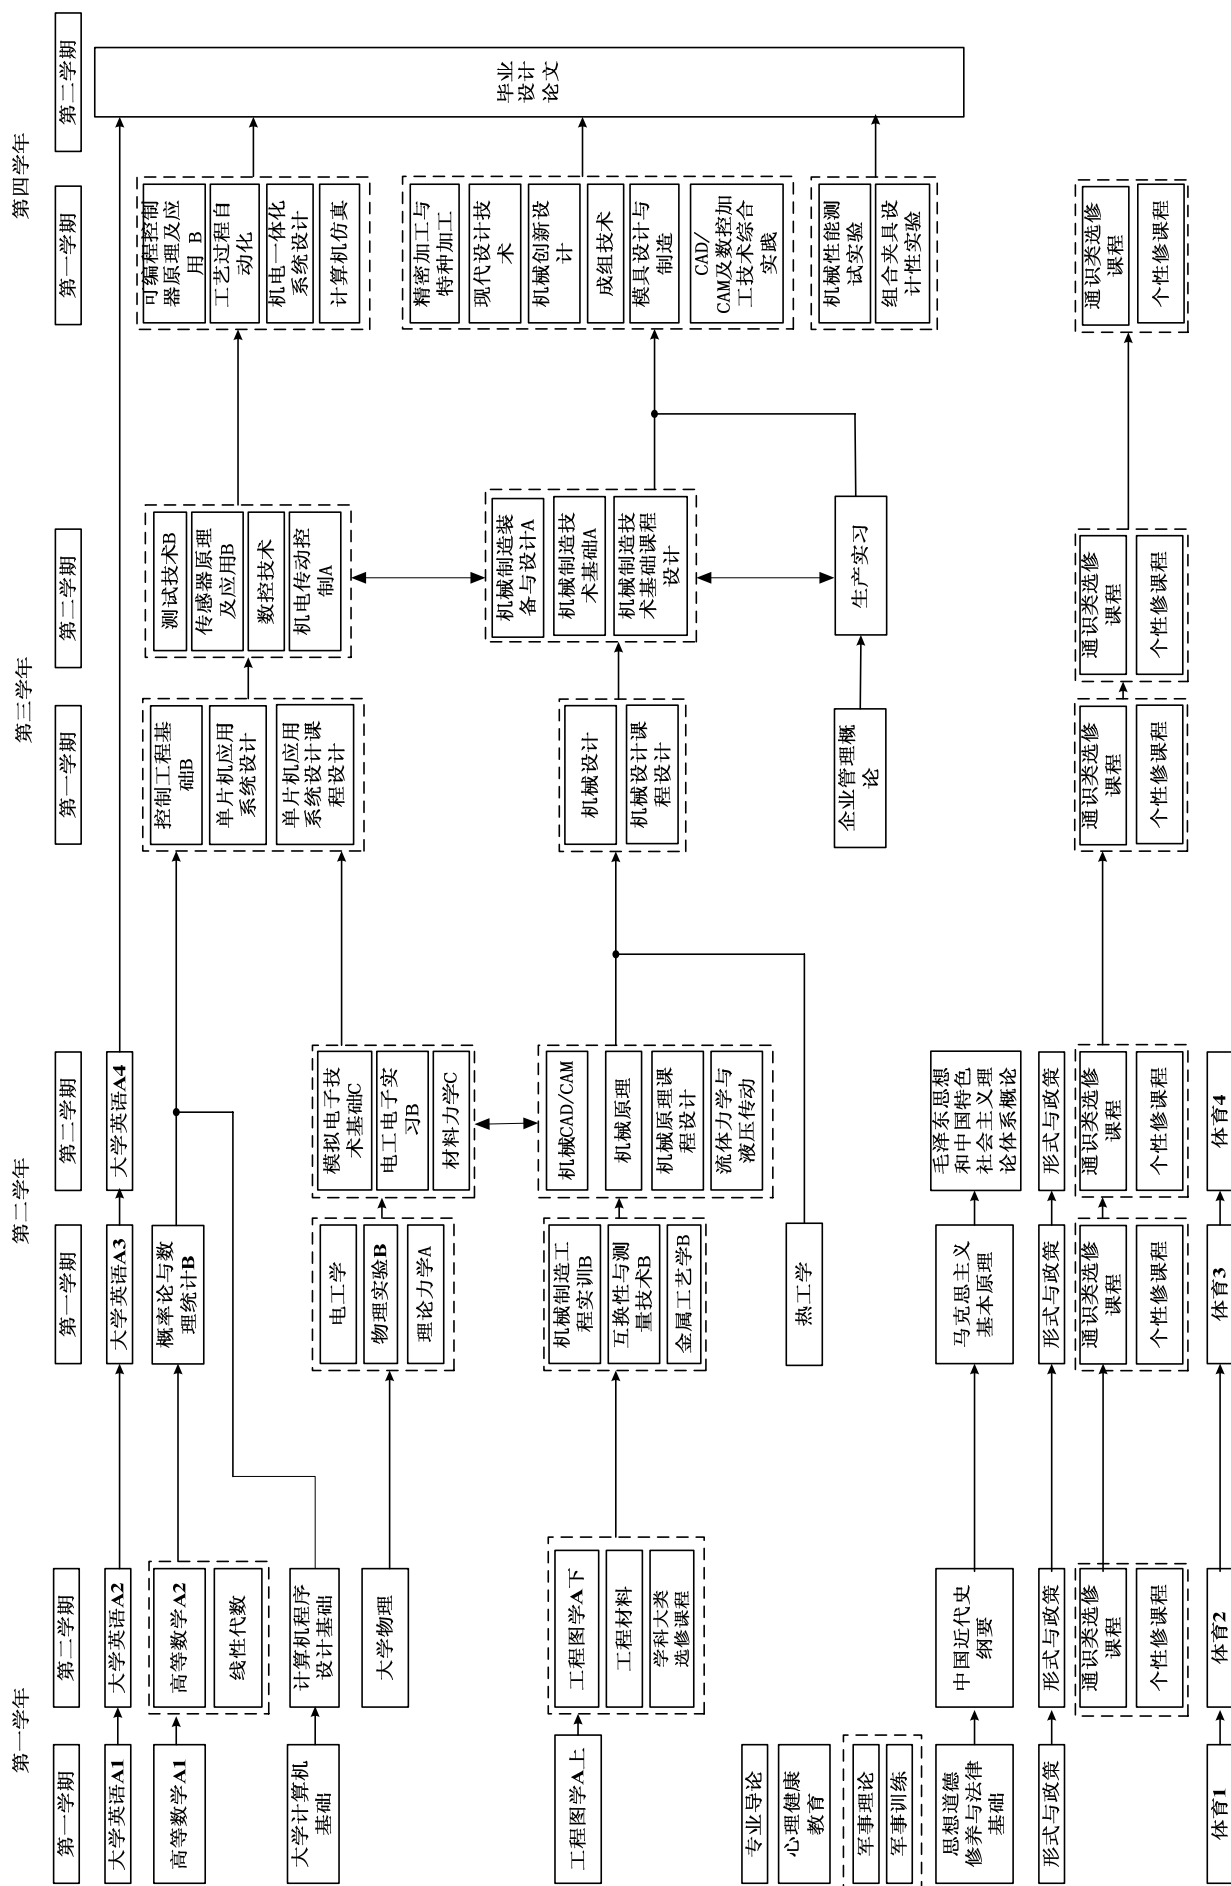 第一学年
第二学年
第三学年
第四学年
第一学期
第二学期
第一学期
第二学期
第一学期
第二学期
第一学期
第二学期
大学英语A1
大学英语A2
大学英语A3
大学英语A4
高等数学A1
高等数学A2
线性代数
概率论与数
理统计B
大学计算机
基础
计算机程序
设计基础
大学物理
电工学
物理实验B
理论力学A
模拟电子技
术基础C
电工电子实
习B
材料力学C
控制工程基
础B
单片机应用
系统设计
单片机应用
系统设计课
程设计
测试技术B
传感器原理
及应用B
数控技术
机电传动控
制A
可编程控制
器原理及应
用 B
工艺过程自
动化
机电一体化
系统设计
计算机仿真
毕业
设计
论文
工程图学A上
工程图学A下
工程材料
学科大类
选修课程
机械制造工
程实训B
互换性与测
量技术B
金属工艺学B
机械CAD/CAM
机械原理
机械原理课
程设计
流体力学与
液压传动
机械设计
机械设计课
程设计
机械制造装
备与设计A
机械制造技
术基础A
机械制造技
术基础课程
设计
精密加工与
特种加工
现代设计技
术
机械创新设
计
成组技术
模具设计与
制造
CAD/
CAM及数控加
工技术综合
实践
热工学
企业管理概
论
生产实习
机械性能测
试实验
组合夹具设
计性实验
专业导论
心理健康
教育
军事理论
军事训练
思想道德
修养与法律
基础
中国近代史
纲要
马克思主义
基本原理
毛泽东思想
和中国特色
社会主义理
论体系概论
形式与政策
形式与政策
形式与政策
形式与政策
通识类选修
课程
个性修课程
通识类选修
课程
个性修课程
通识类选修
课程
个性修课程
通识类选修
课程
个性修课程
通识类选修
课程
个性修课程
通识类选修
课程
个性修课程
体育1
体育2
体育3
体育4